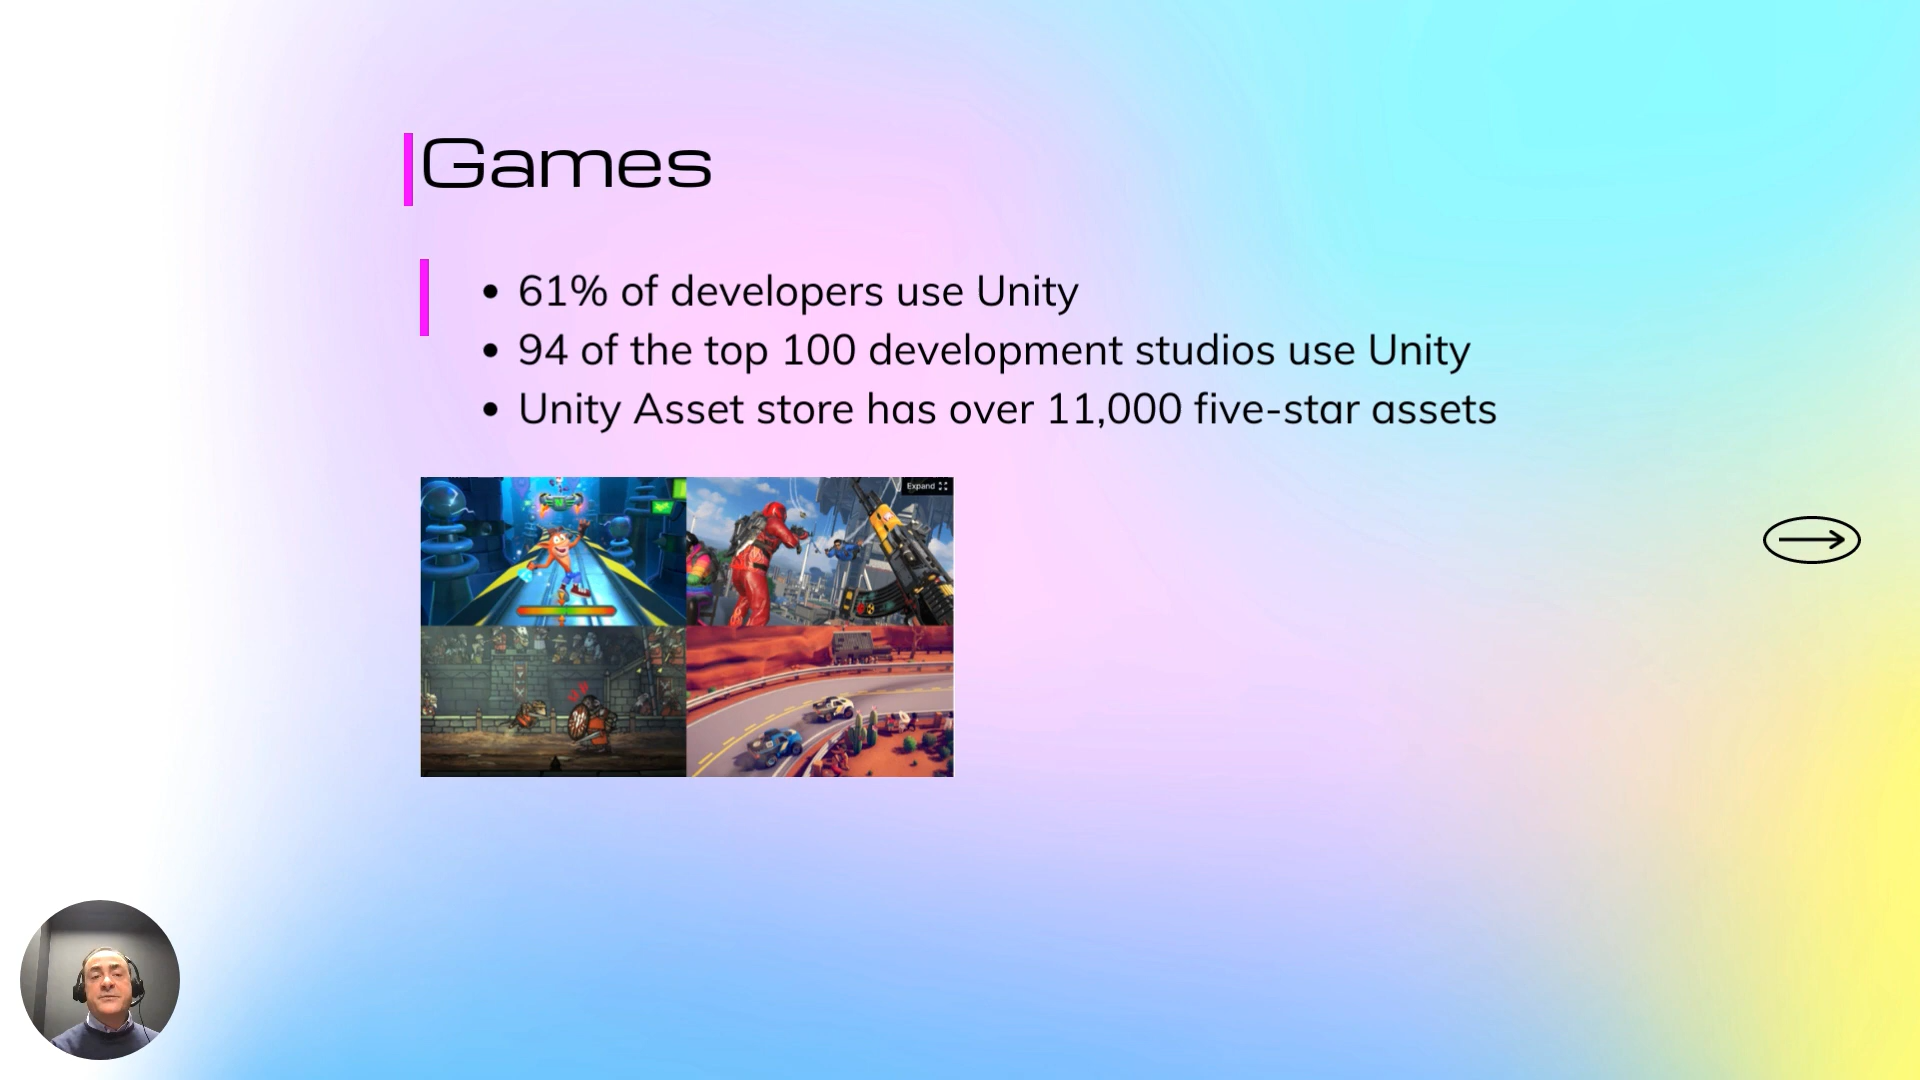 Games
• 61% of developers use Unity
• 94 of the top 100 development studios use Unity
• Unity Asset store has over 11,000 five-star assets
Expand